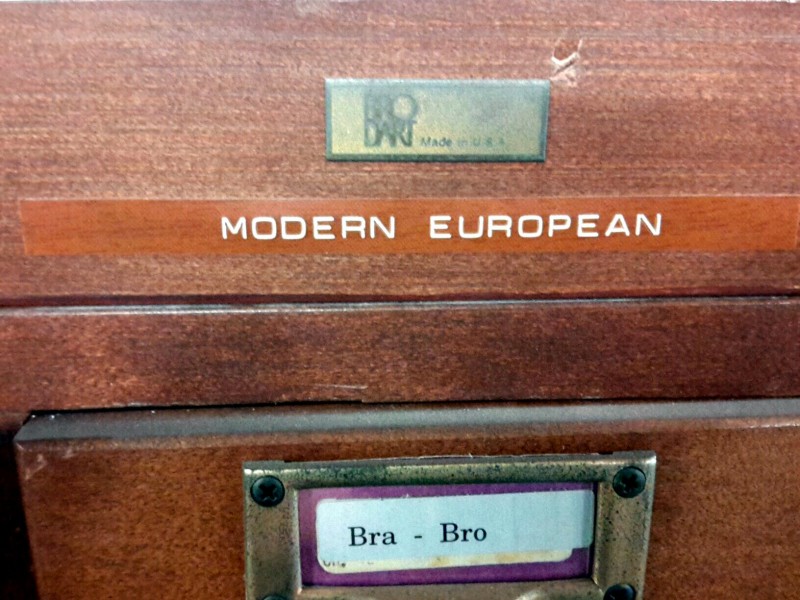 BRO
DART
Made in U.S.A.
MODERN EUROPEAN
Bra - Bro